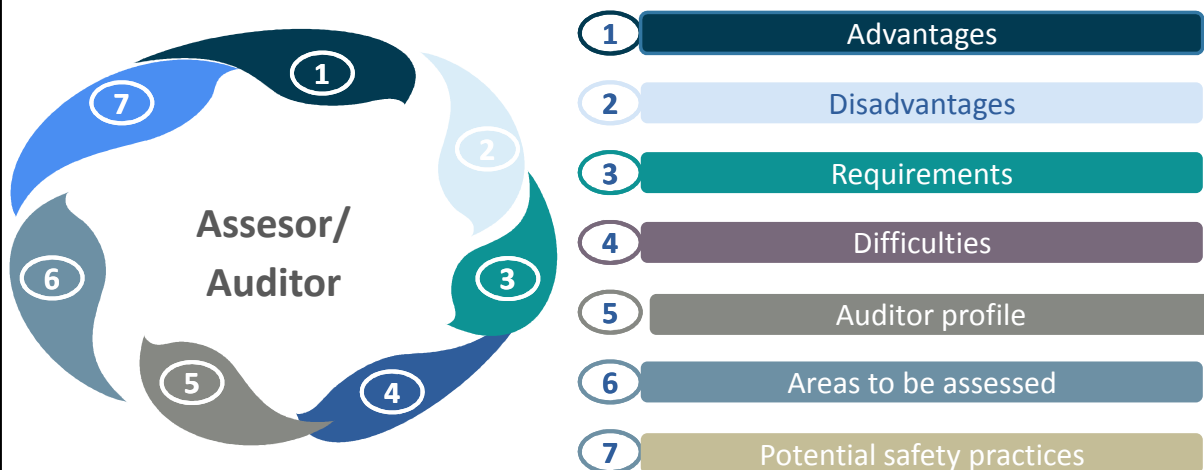 1
2
3
4
5
6
7
Assesor/
Auditor
1 Advantages
2 Disadvantages
3 Requirements
4 Difficulties
5 Auditor profile
6 Areas to be assessed
7 Potential safety practices